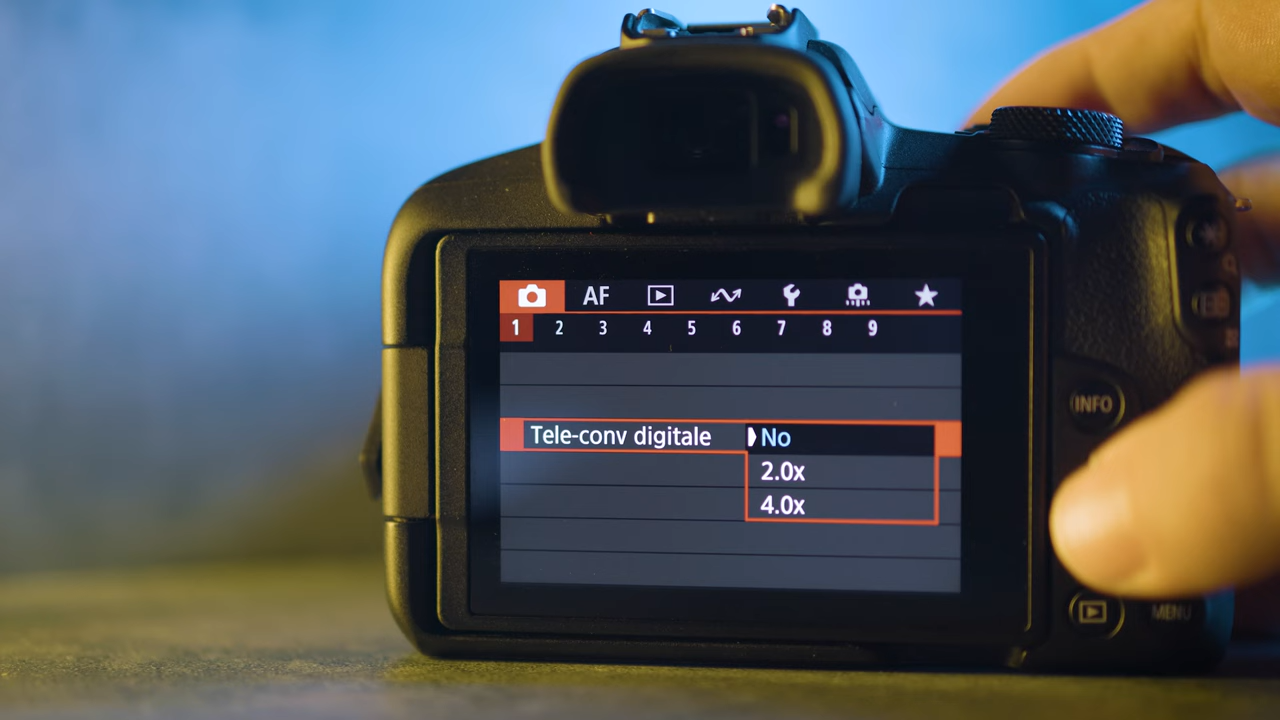 AF
1 2 3 4 5 6 7 8 9
Tele-conv digitale No
2.0x
4.0x
INFO
MENU